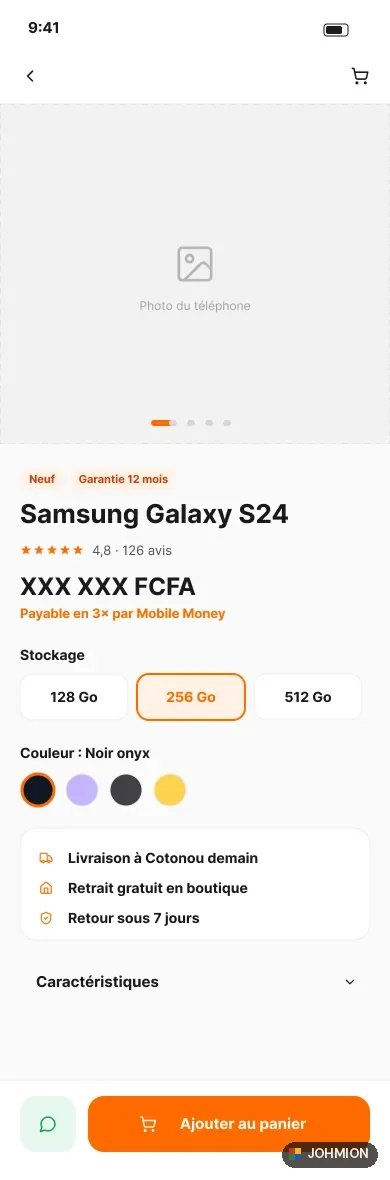 9:41
Photo du téléphone
Neuf Garantie 12 mois
Samsung Galaxy S24
4,8 · 126 avis
XXX XXX FCFA
Payable en 3× par Mobile Money
Stockage
128 Go 256 Go 512 Go
Couleur : Noir onyx
Livraison à Cotonou demain
Retrait gratuit en boutique
Retour sous 7 jours
Caractéristiques
Ajouter au panier
JOHMION